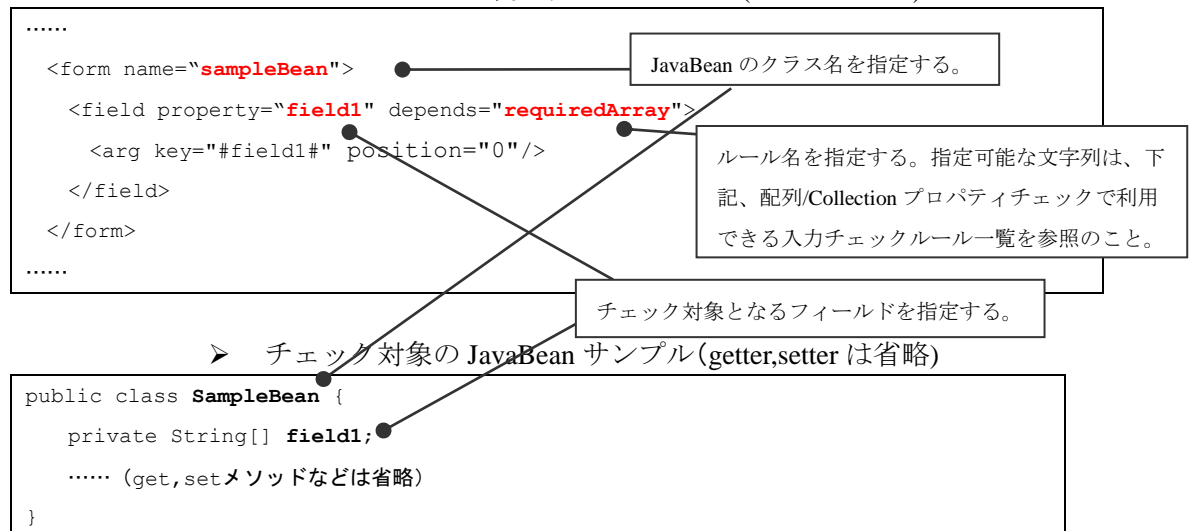 ……
<form name=“sampleBean">
JavaBean のクラス名を指定する。
<field property=“field1" depends="requiredArray">
<arg key="#field1#" position="0"/>
ルール名を指定する。指定可能な文字列は、下
記、配列/Collection プロパティチェックで利用
できる入力チェックルール一覧を参照のこと。
</field>
</form>
……
チェック対象となるフィールドを指定する。
➢ チェック対象の JavaBean サンプル(getter,setter は省略)
public class SampleBean {
private String[] field1;
…… (get,setメソッドなどは省略)
}